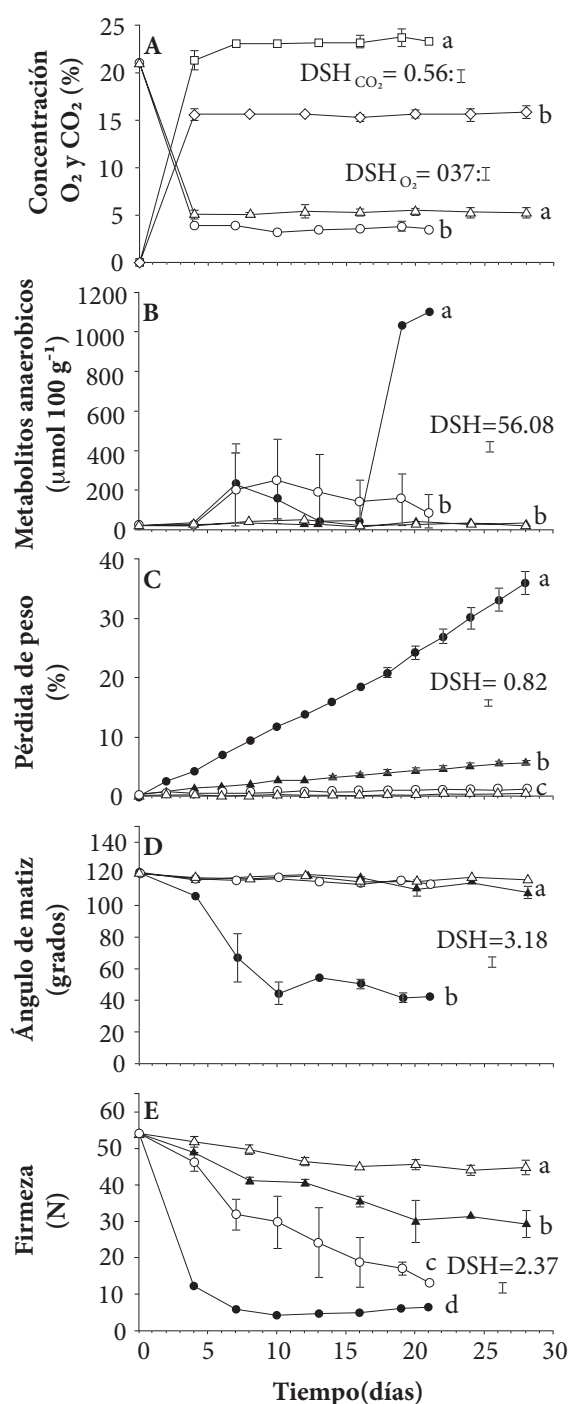 A
Concentración
O₂ y CO₂ (%)
25
20
15
10
5
0
a
DSH CO₂ = 0.56:
b
DSH O₂ = 037:
a
b
B
Metabolitos anaerobicos
(µmol 100 g⁻¹)
1200
1000
800
600
400
200
0
a
DSH=56.08
b
b
C
Pérdida de peso
(%)
40
30
20
10
0
a
DSH= 0.82
b
c
D
Ángulo de matiz
(grados)
140
120
100
80
60
40
20
0
a
DSH=3.18
b
E
Firmeza
(N)
60
50
40
30
20
10
0
a
b
c DSH=2.37
d
0 5 10 15 20 25 30
Tiempo(días)